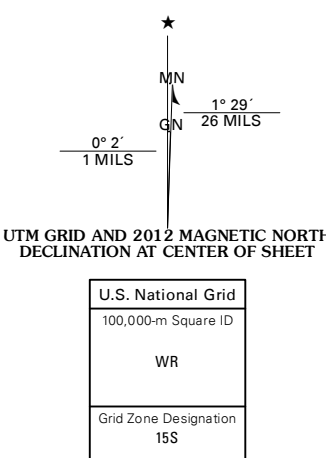 ★
MN
1° 29´
GN
26 MILS
0° 2´
1 MILS
UTM GRID AND 2012 MAGNETIC NORTH
DECLINATION AT CENTER OF SHEET
U.S. National Grid
100,000-m Square ID
WR
Grid Zone Designation
15S